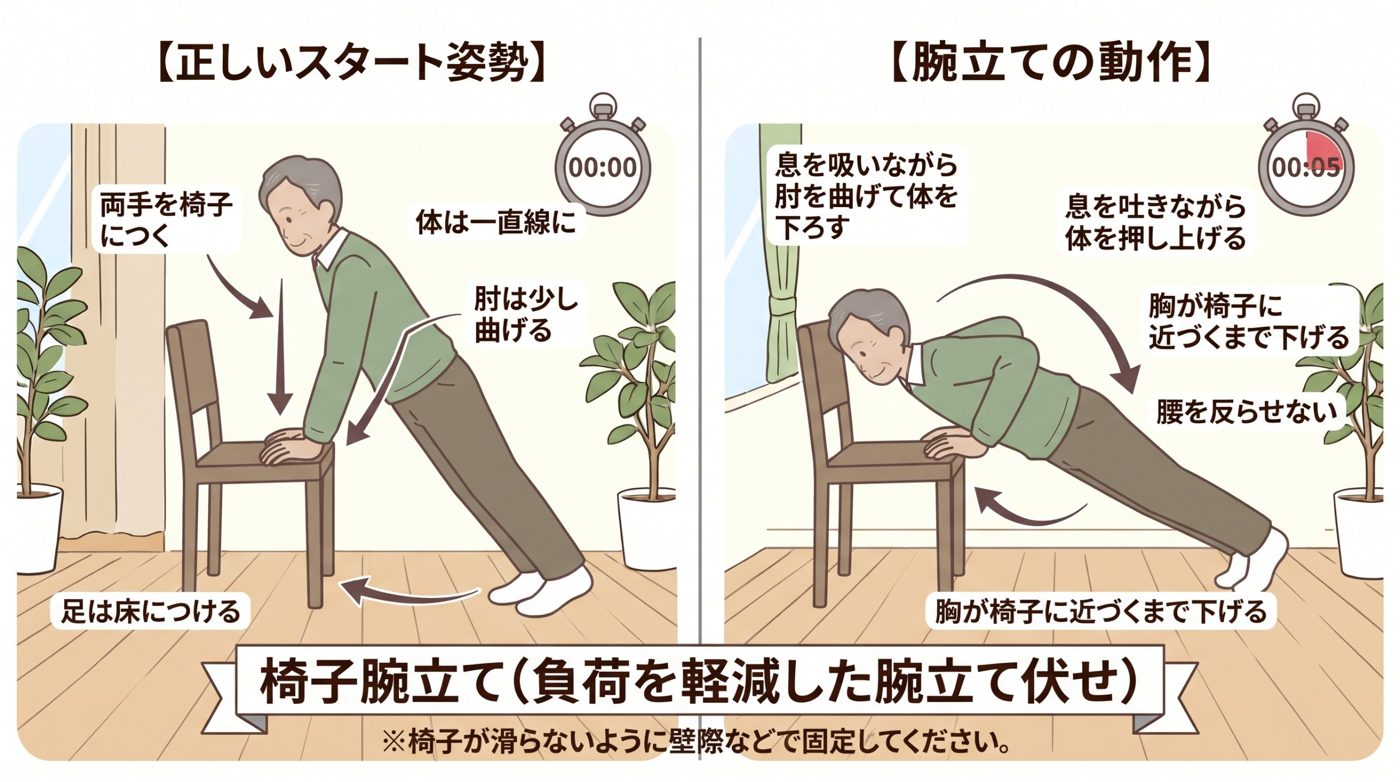 【正しいスタート姿勢】
00:00
両手を椅子
につく
体は一直線に
肘は少し
曲げる
足は床につける
【腕立ての動作】
00:05
息を吸いながら
肘を曲げて体を
下ろす
息を吐きながら
体を押し上げる
胸が椅子に
近づくまで下げる
腰を反らせない
胸が椅子に近づくまで下げる
椅子腕立て（負荷を軽減した腕立て伏せ）
※椅子が滑らないように壁際などで固定してください。